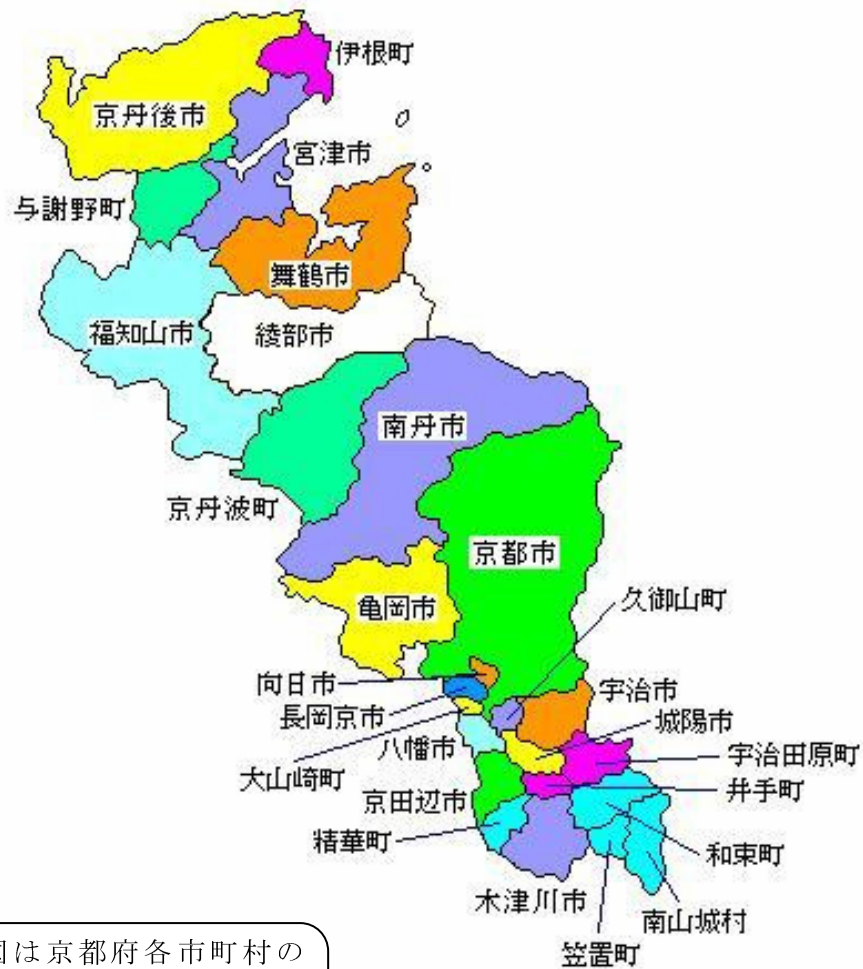 伊根町
京丹後市
宮津市
与謝野町
舞鶴市
福知山市
綾部市
南丹市
京丹波町
京都市
久御山町
亀岡市
向日市
宇治市
長岡京市
城陽市
八幡市
宇治田原町
大山崎町
井手町
京田辺市
精華町
和束町
木津川市
南山城村
笠置町
図は京都府各市町村の